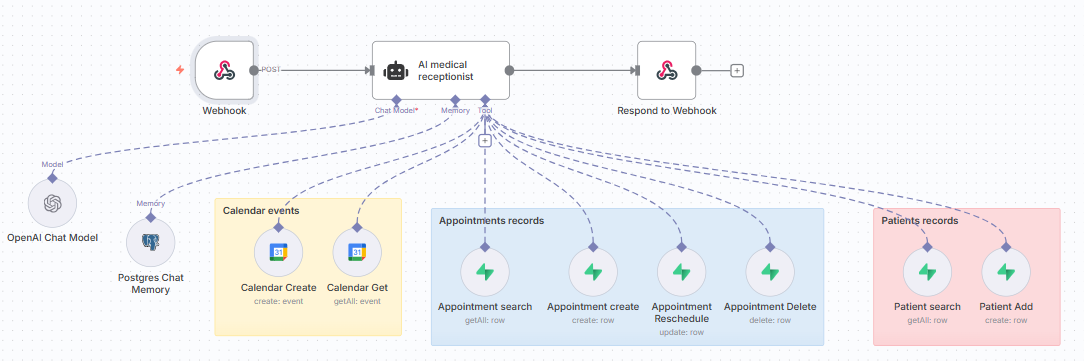 POST
AI medical
receptionist
Webhook
Chat Model*
Memory
Tool
Respond to Webhook
Model
OpenAI Chat Model
Memory
Postgres Chat
Memory
Calendar events
31
Calendar Create
create: event
31
Calendar Get
getAll: event
Appointments records
Appointment search
getAll: row
Appointment create
create: row
Appointment
Reschedule
update: row
Appointment Delete
delete: row
Patients records
Patient search
getAll: row
Patient Add
create: row